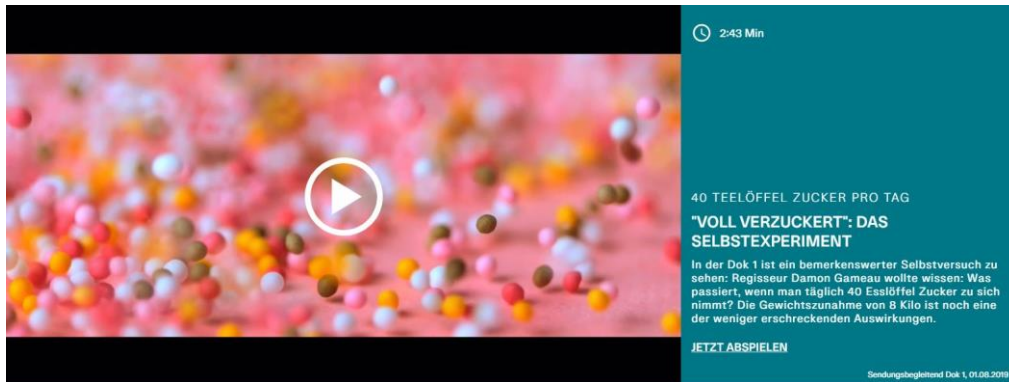 2:43 Min
40 TEELÖFFEL ZUCKER PRO TAG
"VOLL VERZUCKERT": DAS
SELBSTEXPERIMENT
In der Dok 1 ist ein bemerkenswerter Selbstversuch zu
sehen: Regisseur Damon Gameau wollte wissen: Was
passiert, wenn man täglich 40 Esslöffel Zucker zu sich
nimmt? Die Gewichtszunahme von 8 Kilo ist noch eine
der weniger erschreckenden Auswirkungen.
JETZT ABSPIELEN
Sendungsbegleitend Dok 1, 01.08.2019